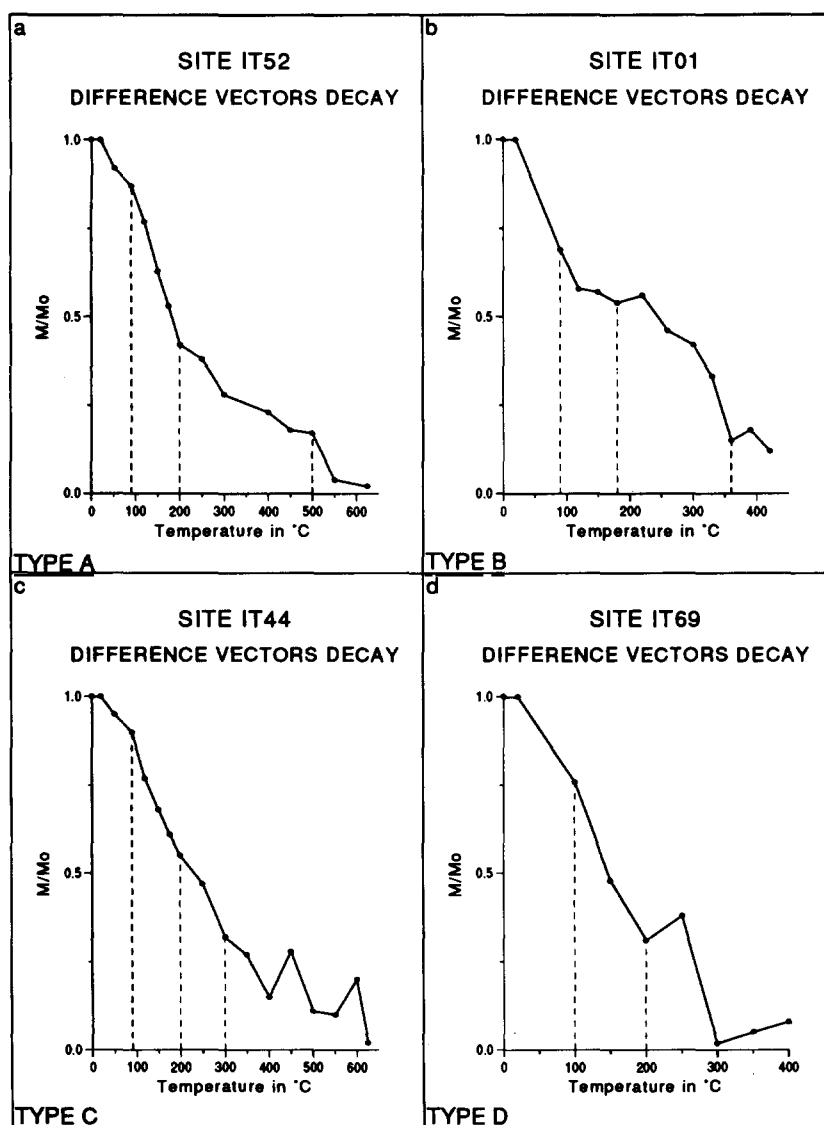 a
SITE IT52
DIFFERENCE VECTORS DECAY
1.0
0.5
0.0
M/Mo
0 100 200 300 400 500 600
Temperature in °C
TYPE A
b
SITE IT01
DIFFERENCE VECTORS DECAY
1.0
0.5
0.0
M/Mo
0 100 200 300 400
Temperature in °C
TYPE B
c
SITE IT44
DIFFERENCE VECTORS DECAY
1.0
0.5
0.0
M/Mo
0 100 200 300 400 500 600
Temperature in °C
TYPE C
d
SITE IT69
DIFFERENCE VECTORS DECAY
1.0
0.5
0.0
M/Mo
0 100 200 300 400
Temperature in °C
TYPE D